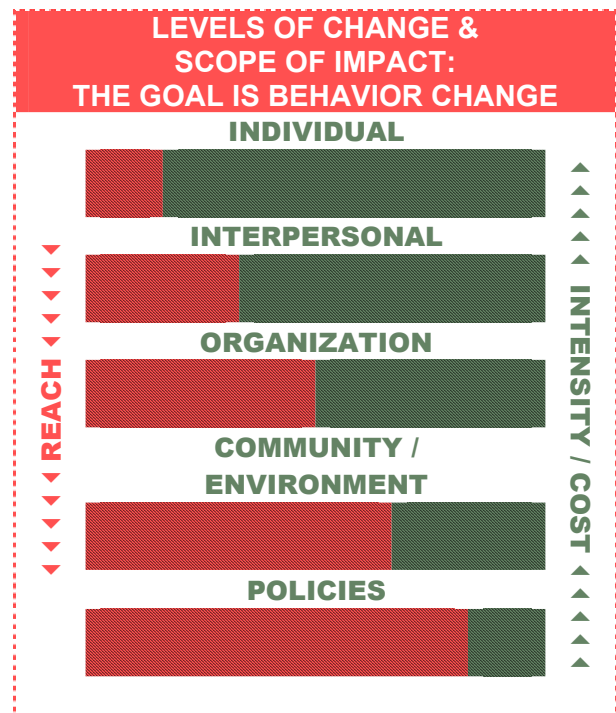 LEVELS OF CHANGE &
SCOPE OF IMPACT:
THE GOAL IS BEHAVIOR CHANGE
INDIVIDUAL
INTERPERSONAL
ORGANIZATION
COMMUNITY /
ENVIRONMENT
POLICIES
REACH
INTENSITY / COST